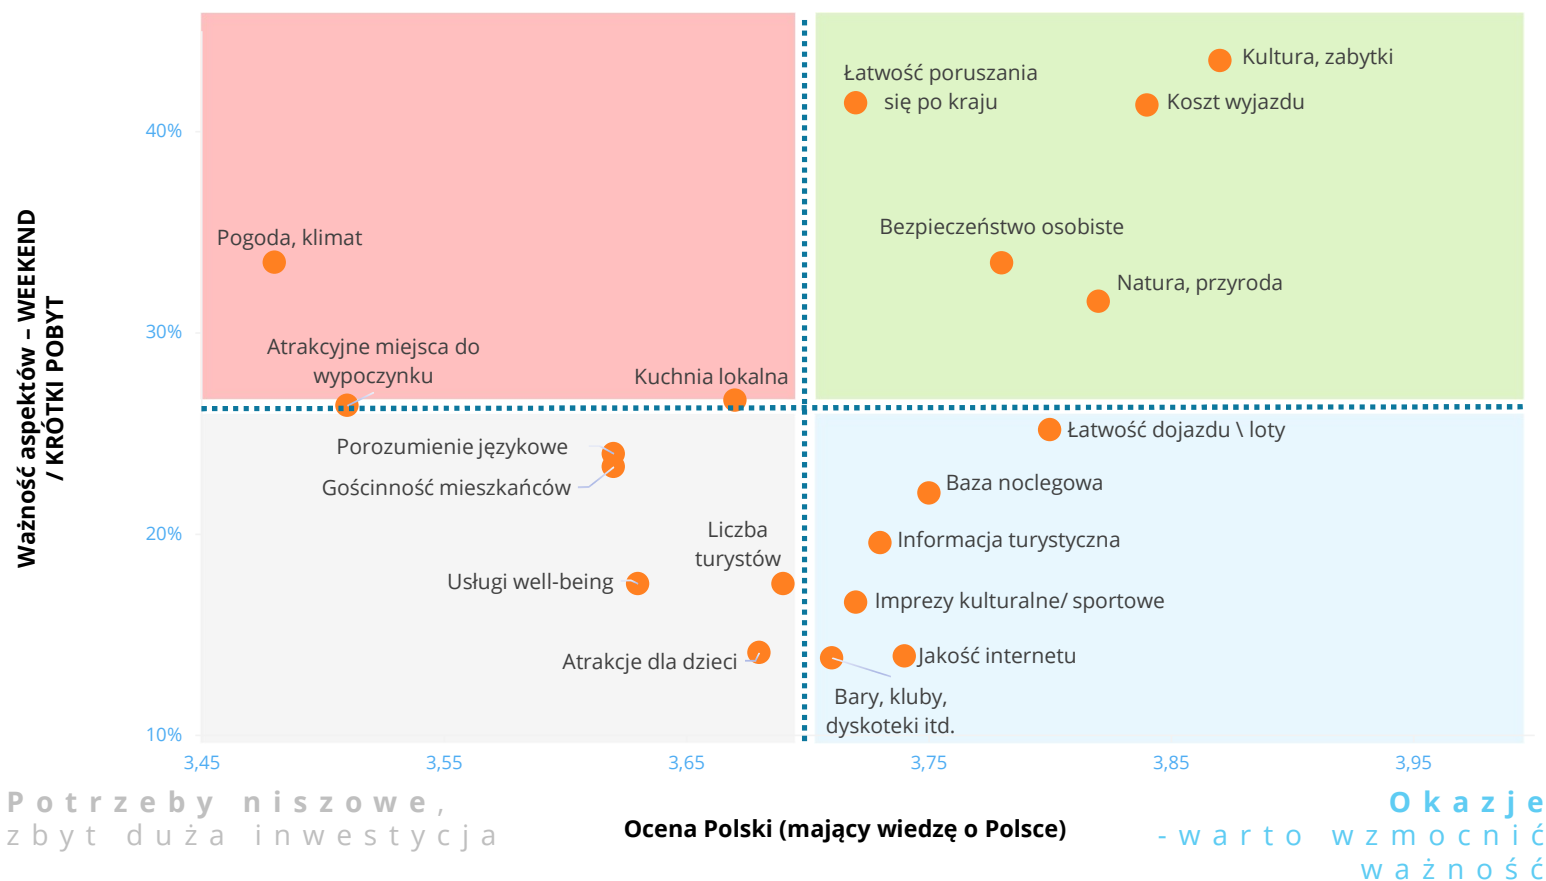 Kultura, zabytki
Łatwość poruszania
się po kraju
Koszt wyjazdu
40%
Ważność aspektów – WEEKEND
/ KRÓTKI POBYT
Bezpieczeństwo osobiste
Pogoda, klimat
Natura, przyroda
30%
Atrakcyjne miejsca do
wypoczynku
Kuchnia lokalna
Łatwość dojazdu \ loty
Porozumienie językowe
Gościnność mieszkańców
Baza noclegowa
20%
Liczba
turystów
Informacja turystyczna
Usługi well-being
Imprezy kulturalne/ sportowe
Atrakcje dla dzieci
Jakość internetu
Bary, kluby,
dyskoteki itd.
10%
3,45
3,55
3,65
3,75
3,85
3,95
Potrzeby niszowe,
zbyt duża inwestycja
Ocena Polski (mający wiedzę o Polsce)
Okazje
-warto wzmocnić
ważność